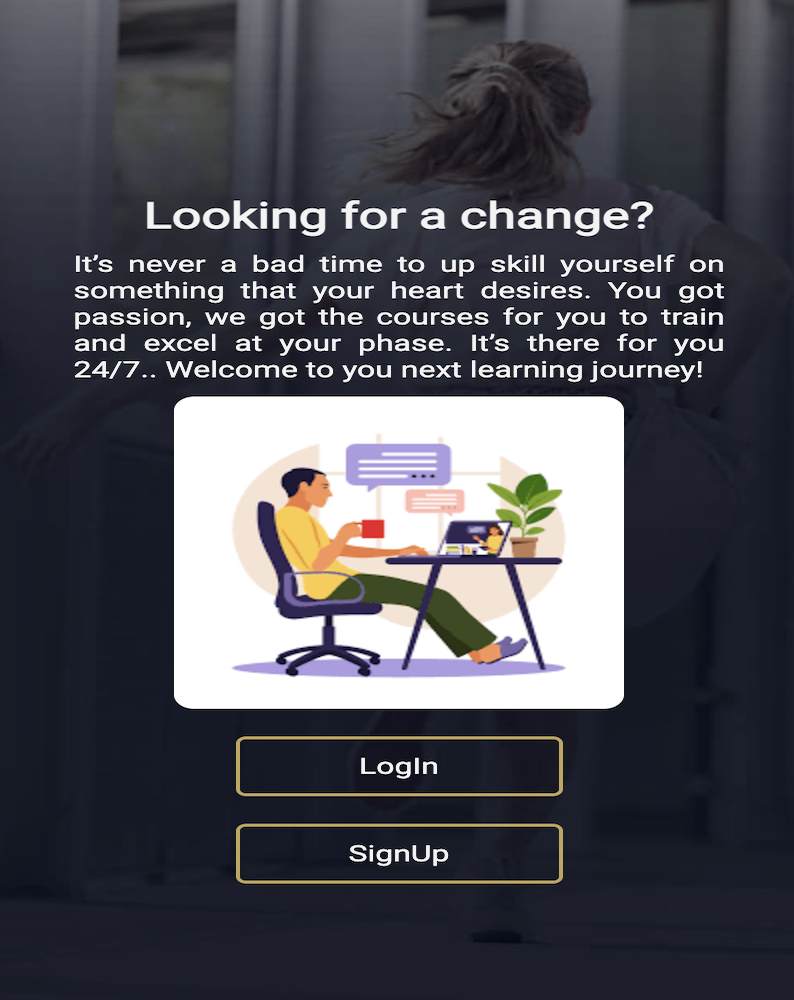 Looking for a change?
It's never a bad time to up skill yourself on
something that your heart desires. You got
passion, we got the courses for you to train
and excel at your phase. It's there for you
24/7.. Welcome to you next learning journey!
LogIn
SignUp